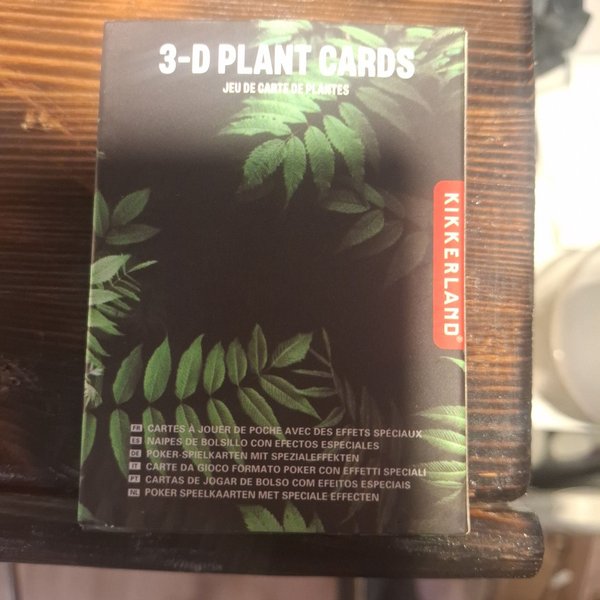 3-D PLANT CARDS
JEU DE CARTE DE PLANTES
KIKKERLAND®
FR CARTES À JOUER DE POCHE AVEC DES EFFETS SPÉCIAUX
ES NAIPES DE BOLSILLO CON EFECTOS ESPECIALES
DE POKER-SPIELKARTEN MIT SPEZIALEFFEKTEN
IT CARTE DA GIOCO FORMATO POKER CON EFFETTI SPECIALI
PT CARTAS DE JOGAR DE BOLSO COM EFEITOS ESPECIAIS
NL POKER SPEELKAARTEN MET SPECIALE EFFECTEN